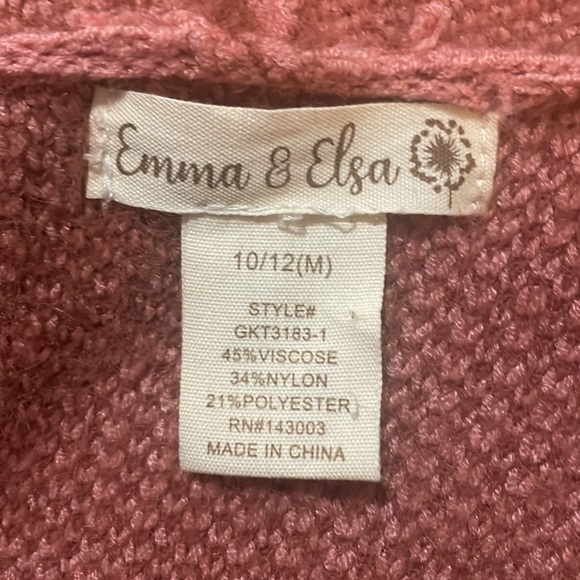 Emma & Elsa
10/12(M)
STYLE#
GKT3183-1
45%VISCOSE
34%NYLON
21%POLYESTER
RN#143003
MADE IN CHINA